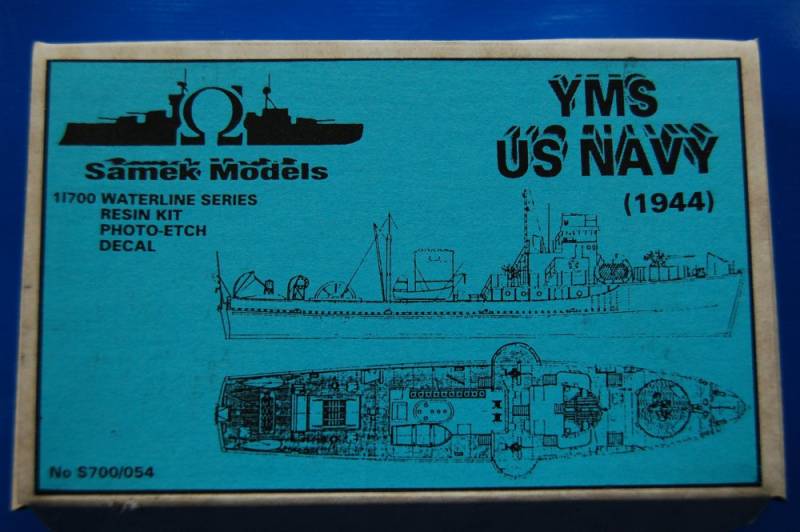 Ω
Samek Models
1/700 WATERLINE SERIES
RESIN KIT
PHOTO-ETCH
DECAL
YMS
US NAVY
(1944)
No S700/054